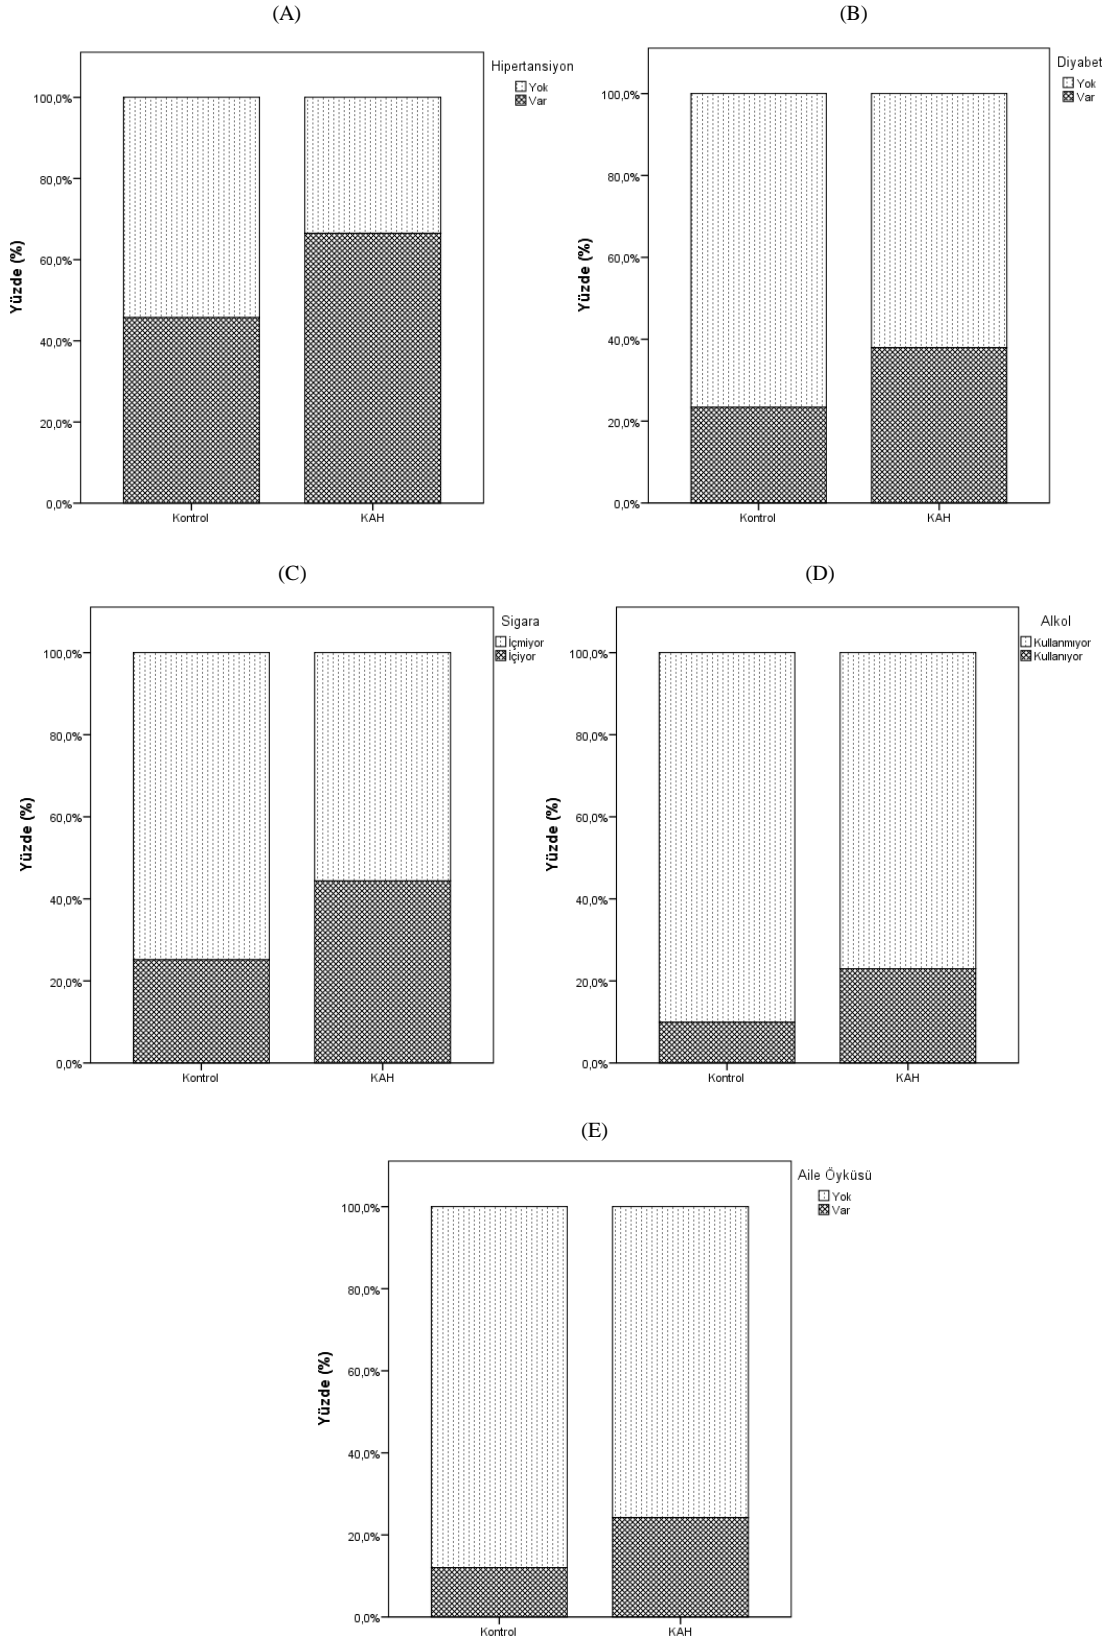 (A)
Hipertansiyon
Yok
Var
100,0%
80,0%
60,0%
40,0%
20,0%
0,0%
Yüzde (%)
Kontrol
KAH
(B)
Diyabet
Yok
Var
100,0%
80,0%
60,0%
40,0%
20,0%
0,0%
Yüzde (%)
Kontrol
KAH
(C)
Sigara
İçmiyor
İçiyor
100,0%
80,0%
60,0%
40,0%
20,0%
0,0%
Yüzde (%)
Kontrol
KAH
(D)
Alkol
Kullanmıyor
Kullanıyor
100,0%
80,0%
60,0%
40,0%
20,0%
0,0%
Yüzde (%)
Kontrol
KAH
(E)
Aile Öyküsü
Yok
Var
100,0%
80,0%
60,0%
40,0%
20,0%
0,0%
Yüzde (%)
Kontrol
KAH